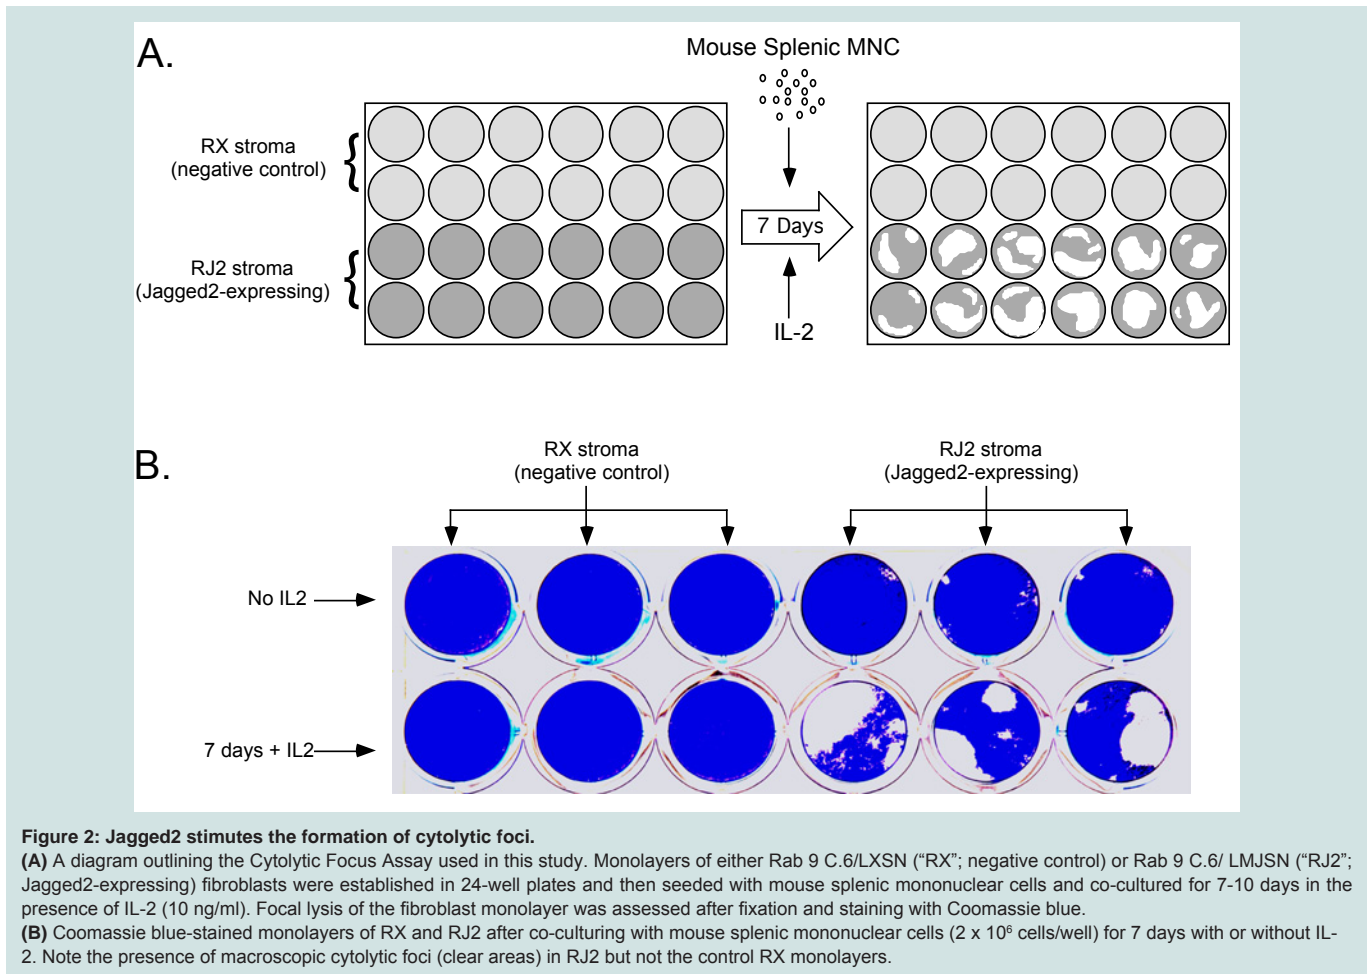 A.
Mouse Splenic MNC
RX stroma
(negative control)
RJ2 stroma
(Jagged2-expressing)
7 Days
IL-2
B.
RX stroma
(negative control)
RJ2 stroma
(Jagged2-expressing)
No IL2
7 days + IL2
Figure 2: Jagged2 stimutes the formation of cytolytic foci.
(A) A diagram outlining the Cytolytic Focus Assay used in this study. Monolayers of either Rab 9 C.6/LXSN (“RX”; negative control) or Rab 9 C.6/ LMJSN (“RJ2”;
Jagged2-expressing) fibroblasts were established in 24-well plates and then seeded with mouse splenic mononuclear cells and co-cultured for 7-10 days in the
presence of IL-2 (10 ng/ml). Focal lysis of the fibroblast monolayer was assessed after fixation and staining with Coomassie blue.
(B) Coomassie blue-stained monolayers of RX and RJ2 after co-culturing with mouse splenic mononuclear cells (2 x 10⁶ cells/well) for 7 days with or without IL-
2. Note the presence of macroscopic cytolytic foci (clear areas) in RJ2 but not the control RX monolayers.